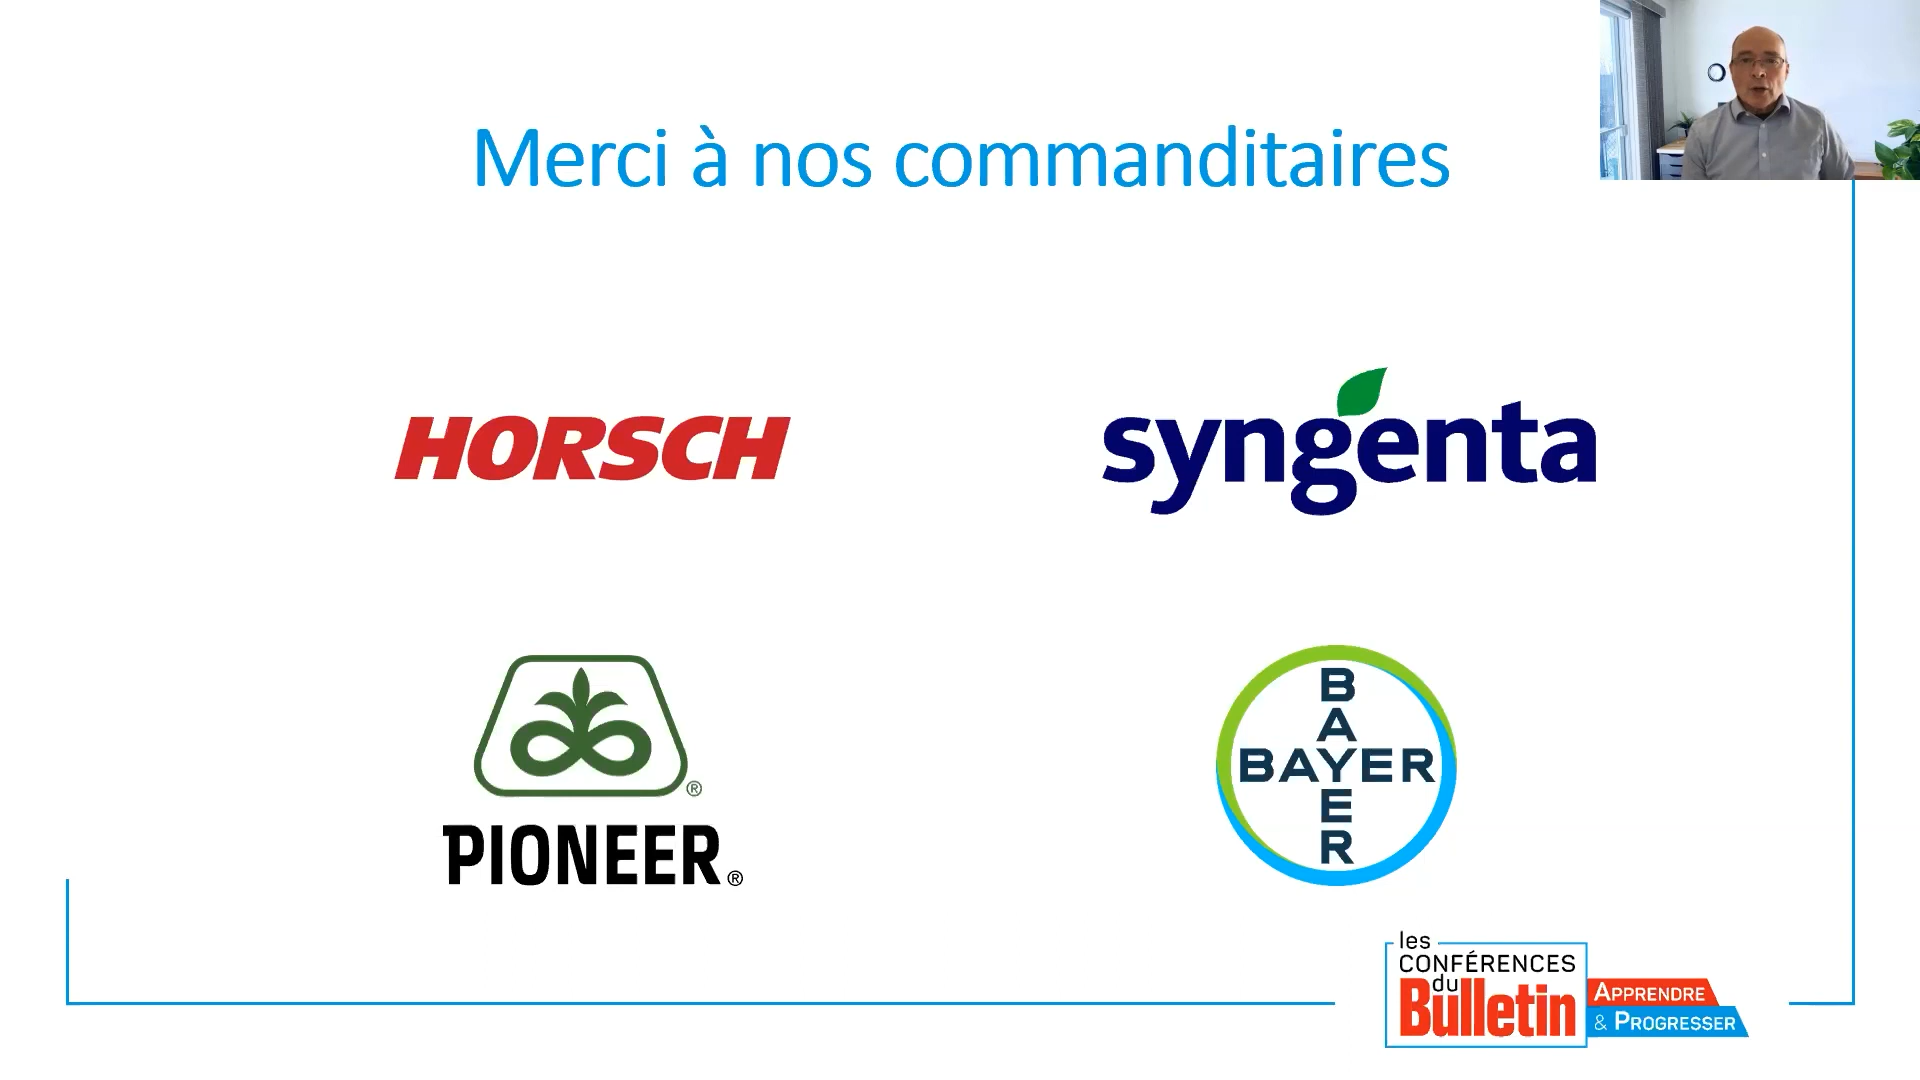 Merci à nos commanditaires
HORSCH
syngenta
PIONEER®
®
BAYER
BAYER
les
CONFÉRENCES
du
Bulletin
APPRENDRE
& PROGRESSER